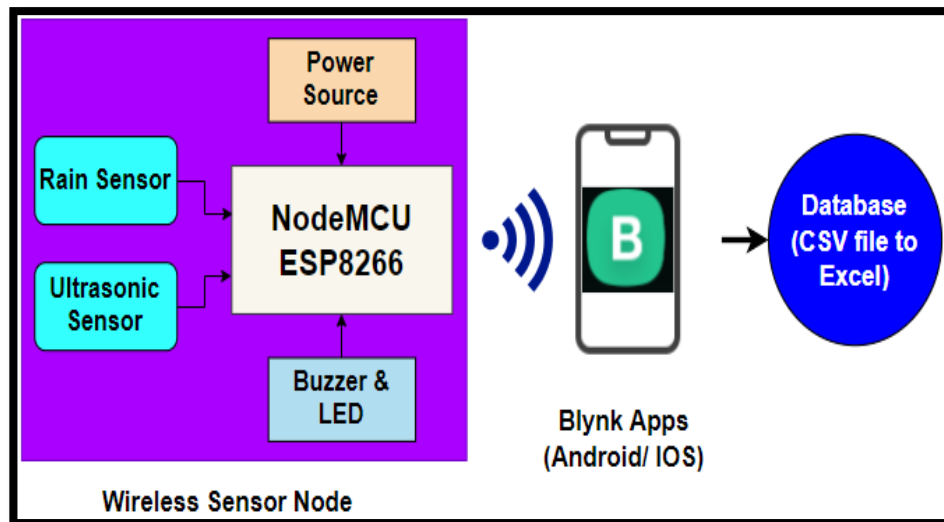 Power
Source
Rain Sensor
NodeMCU
ESP8266
Ultrasonic
Sensor
Buzzer &
LED
Wireless Sensor Node
B
Blynk Apps
(Android/ IOS)
Database
(CSV file to
Excel)